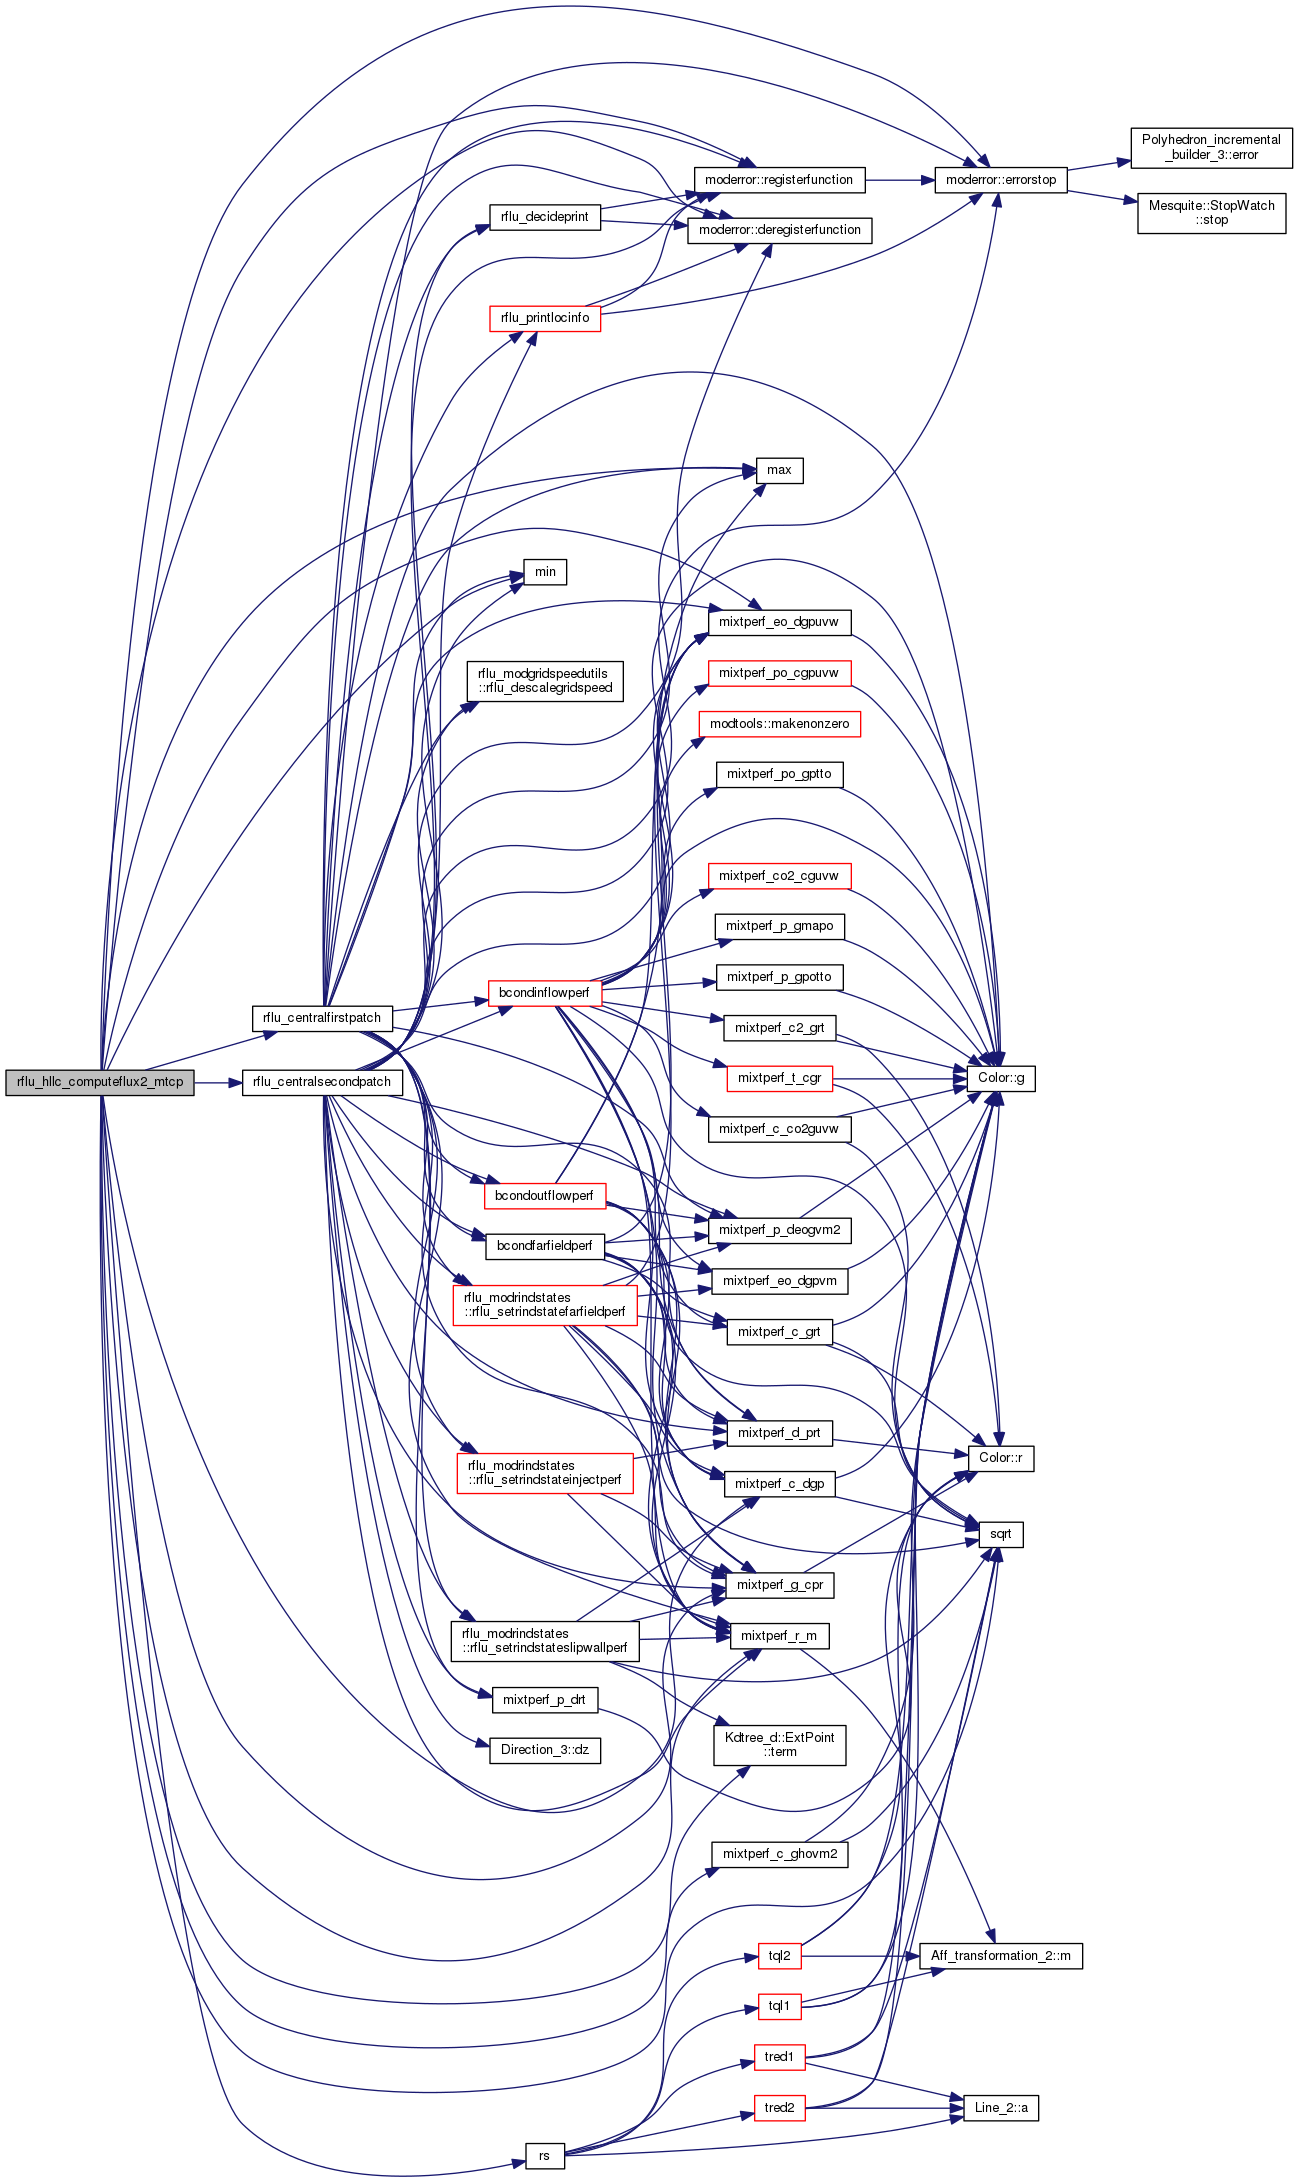 Polyhedron_incremental
_builder_3::error
moderror::registerfunction
moderror::errorstop
Mesquite::StopWatch
::stop
rflu_decideprint
moderror::deregisterfunction
rflu_printlocinfo
max
min
mixtperf_eo_dgpuvw
rflu_modgridspeedutils
::rflu_descalegridspeed
mixtperf_po_cgpuvw
modtools::makenonzero
mixtperf_po_gptto
mixtperf_co2_cguvw
mixtperf_p_gmapo
mixtperf_p_gpotto
bcondinflowperf
rflu_centralfirstpatch
mixtperf_c2_grt
rflu_hllc_computeflux2_mtcp
rflu_centralsecondpatch
mixtperf_t_cgr
Color::g
mixtperf_c_co2guvw
bcondoutflowperf
mixtperf_p_deogvm2
bcondfarfieldperf
mixtperf_eo_dgpvm
rflu_modrindstates
::rflu_setrindstatefarfieldperf
mixtperf_c_grt
mixtperf_d_prt
Color::r
rflu_modrindstates
::rflu_setrindstateinjectperf
mixtperf_c_dgp
sqrt
mixtperf_g_cpr
rflu_modrindstates
::rflu_setrindstateslipwallperf
mixtperf_r_m
mixtperf_p_drt
Direction_3::dz
Kdtree_d::ExtPoint
::term
mixtperf_c_ghovm2
tql2
Aff_transformation_2::m
tql1
tred1
tred2
Line_2::a
rs